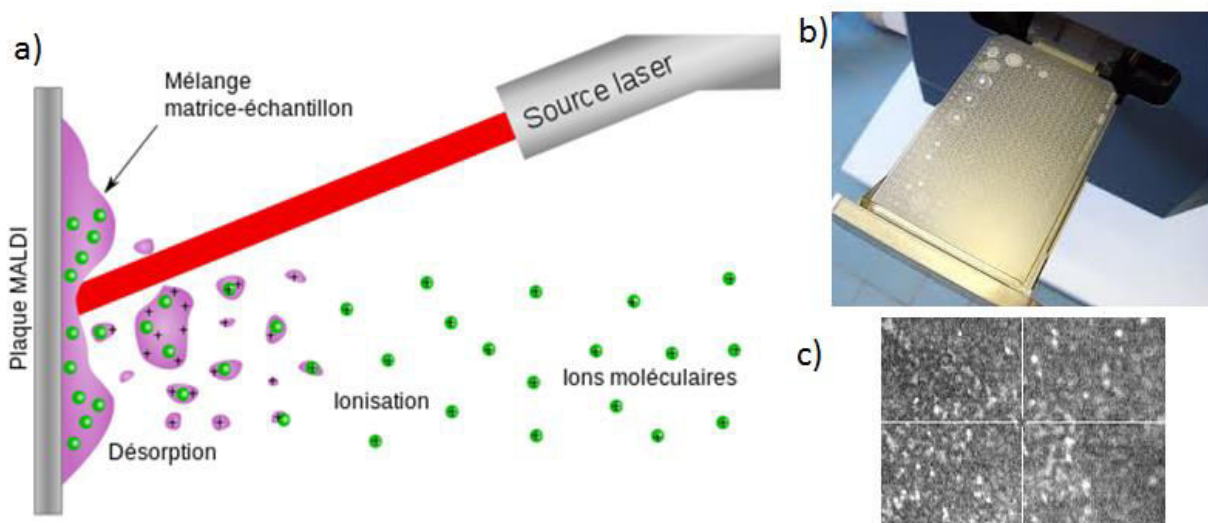 a)
Mélange
matrice-échantillon
Source laser
Plaque MALDI
Ionisation
Ions moléculaires
Désorption
b)
c)